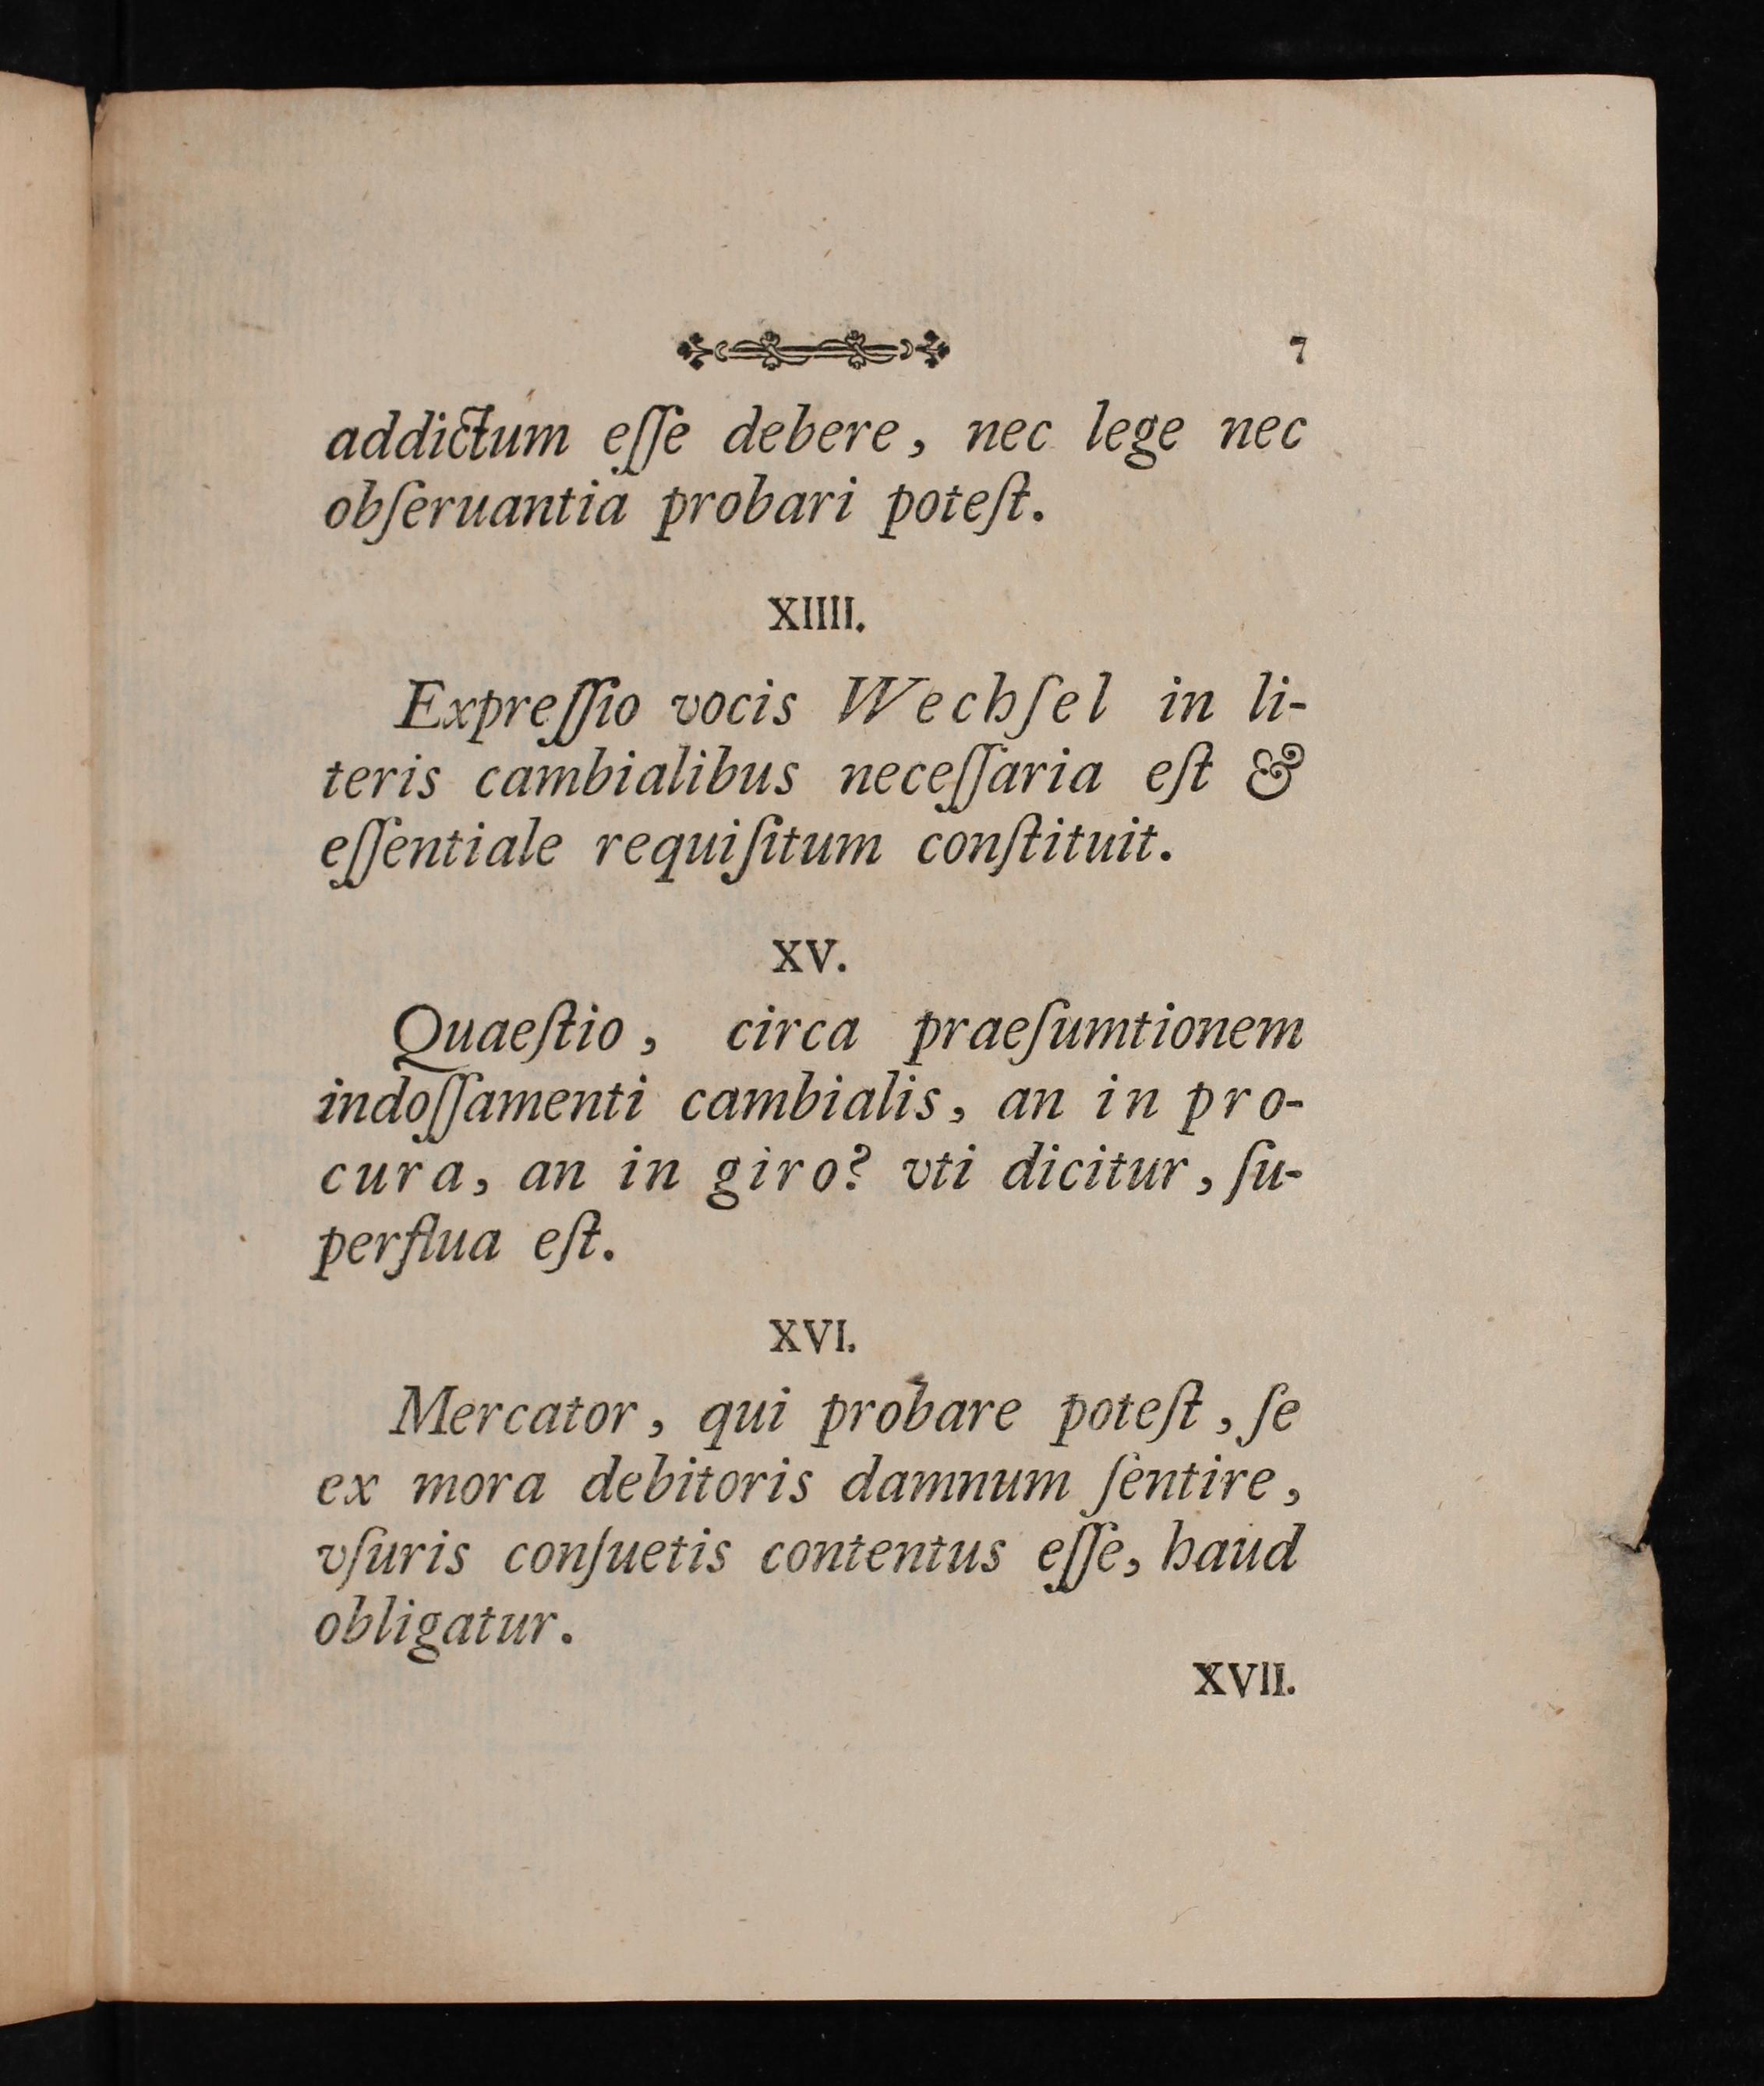 7
addictum eſſe debere, nec lege nec
obſeruantia probari poteſt.
XIIII.
Expreſſio vocis Wechſel in li-
teris cambialibus neceſſaria eſt &
eſſentiale requiſitum conſtituit.
XV.
Quaeſtio, circa praeſumtionem
indoſſamenti cambialis, an in pro-
cura, an in giro? vti dicitur, ſu-
perflua eſt.
XVI.
Mercator, qui probare poteſt, ſe
ex mora debitoris damnum ſentire,
vſuris conſuetis contentus eſſe, haud
obligatur.
XVII.